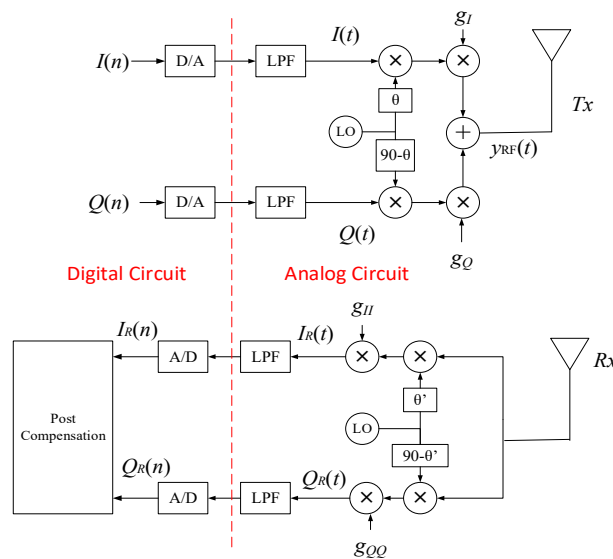 g_I
I(n)
D/A
LPF
I(t)
×
×
θ
LO
90-θ
+
y_RF(t)
Tx
Q(n)
D/A
LPF
Q(t)
×
×
g_Q
Digital Circuit
Analog Circuit
g_II
I_R(n)
A/D
LPF
I_R(t)
×
×
Rx
θ’
LO
90-θ’
Post
Compensation
Q_R(n)
A/D
LPF
Q_R(t)
×
×
g_QQ